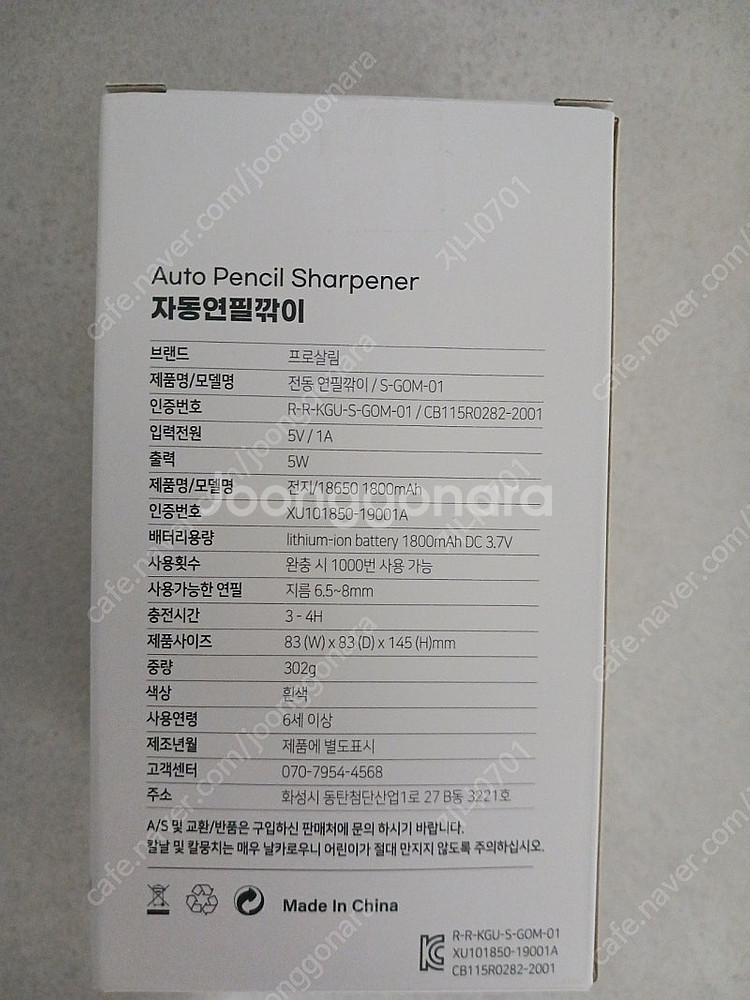 Auto Pencil Sharpener
자동연필깎이
브랜드 프로살림
제품명/모델명 전동 연필깎이 / S-GOM-01
인증번호 R-R-KGU-S-GOM-01 / CB115R0282-2001
입력전원 5V / 1A
출력 5W
제품명/모델명 전지/18650 1800mAh
인증번호 XU101850-19001A
배터리용량 lithium-ion battery 1800mAh DC 3.7V
사용횟수 완충 시 1000번 사용 가능
사용가능한 연필 지름 6.5~8mm
충전시간 3 - 4H
제품사이즈 83 (W) x 83 (D) x 145 (H)mm
중량 302g
색상 흰색
사용연령 6세 이상
제조년월 제품에 별도표시
고객센터 070-7954-4568
주소 화성시 동탄첨단산업1로 27 B동 3221호
A/S 및 교환/반품은 구입하신 판매처에 문의 하시기 바랍니다.
칼날 및 칼뭉치는 매우 날카로우니 어린이가 절대 만지지 않도록 주의하십시오.
Made In China
R-R-KGU-S-GOM-01
XU101850-19001A
CB115R0282-2001
Joonggonara
cafe.naver.com/joonggonara
지니0701